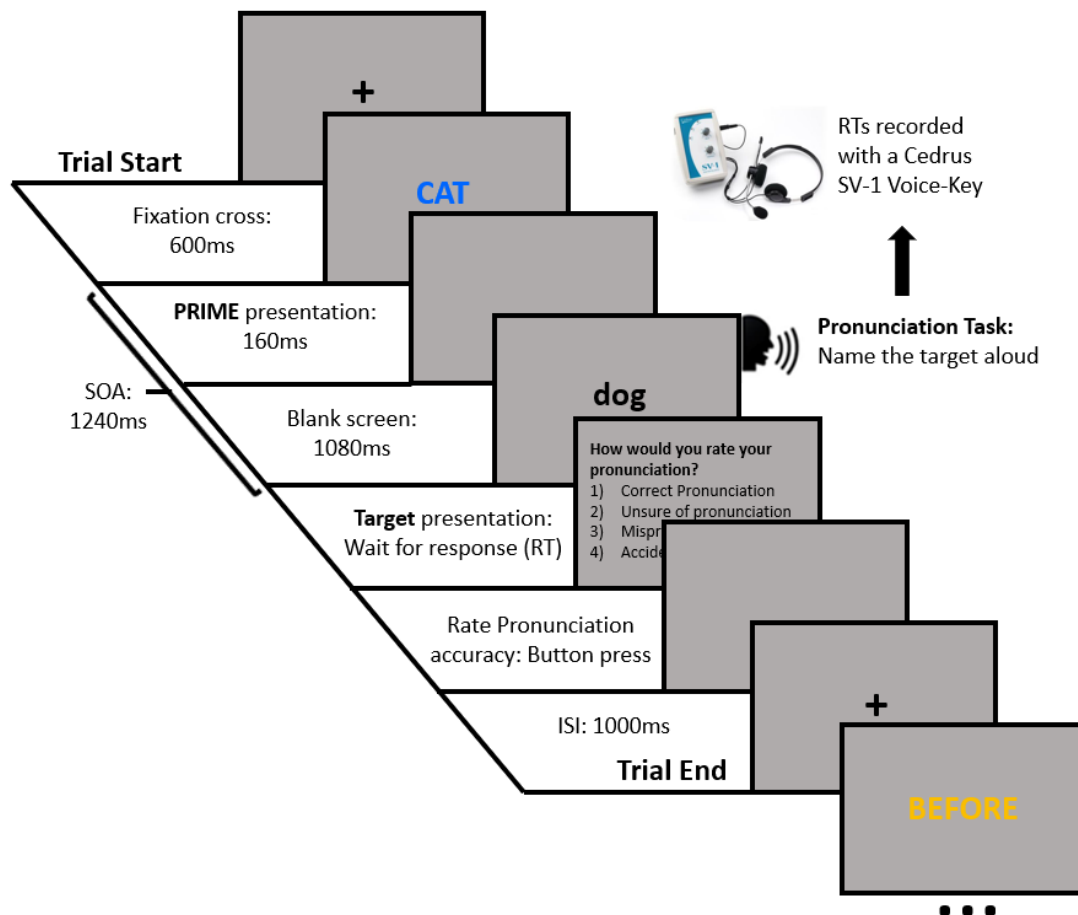 +
Trial Start
CAT
Fixation cross:
600ms
RTs recorded
with a Cedrus
SV-1 Voice-Key
SV-1
PRIME presentation:
160ms
Pronunciation Task:
Name the target aloud
SOA:
1240ms
Blank screen:
1080ms
dog
How would you rate your
pronunciation?
1) Correct Pronunciation
2) Unsure of pronunciation
3)
4)
Target presentation:
Wait for response (RT)
Rate Pronunciation
accuracy: Button press
+
ISI: 1000ms
Trial End
BEFORE
...